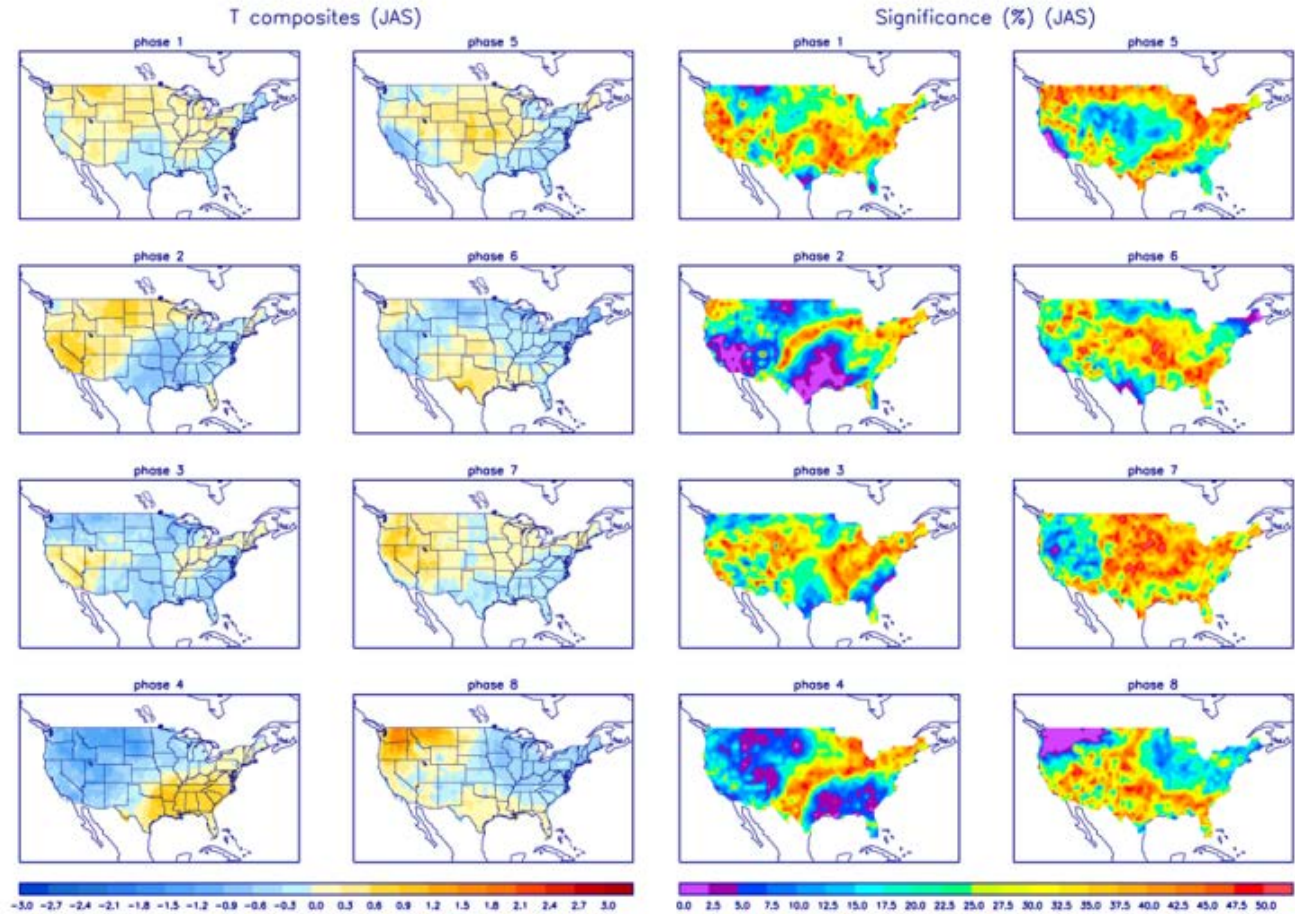 T composites (JAS)
Significance (%) (JAS)
phase 1
phase 5
phase 1
phase 5
phase 2
phase 6
phase 2
phase 6
phase 3
phase 7
phase 3
phase 7
phase 4
phase 8
phase 4
phase 8
-3.0 -2.7 -2.4 -2.1 -1.8 -1.5 -1.2 -0.9 -0.6 -0.3 0.0 0.3 0.6 0.9 1.2 1.5 1.8 2.1 2.4 2.7 3.0
0.0 2.5 5.0 7.5 10.0 12.5 15.0 17.5 20.0 22.5 25.0 27.5 30.0 32.5 35.0 37.5 40.0 42.5 45.0 47.5 50.0